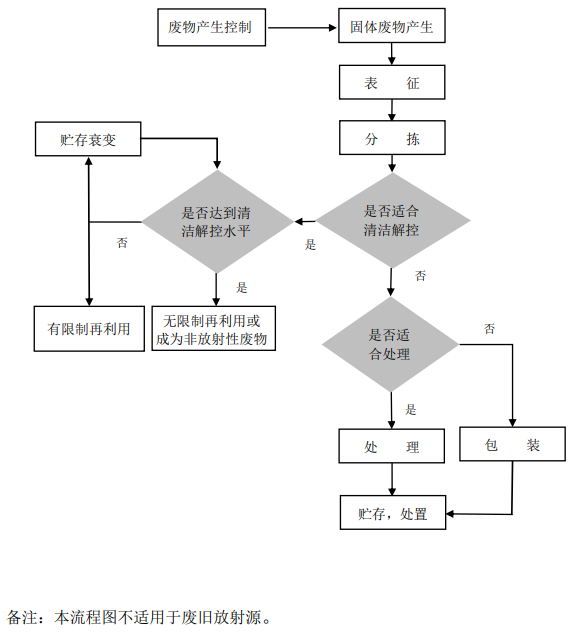 废物产生控制
固体废物产生
表 征
分 拣
贮存衰变
是否达到清
洁解控水平
是否适合
清洁解控
否
是
否
是
有限制再利用
无限制再利用或
成为非放射性废物
是否适
合处理
否
是
处 理
包 装
贮存，处置
备注：本流程图不适用于废旧放射源。